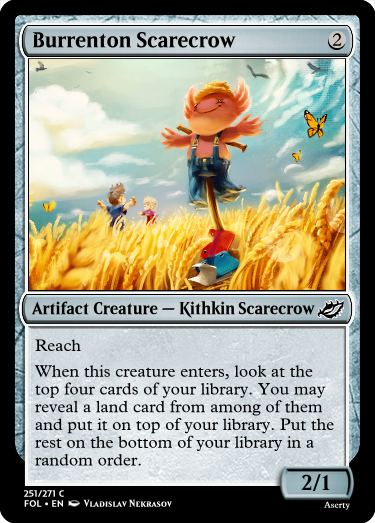 Burrenton Scarecrow 2
Artifact Creature — Kithkin Scarecrow
Reach
When this creature enters, look at the
top four cards of your library. You may
reveal a land card from among of them
and put it on top of your library. Put the
rest on the bottom of your library in a
random order.
2/1
251/271 C
FOL • EN Vladislav Nekrasov
Aserty